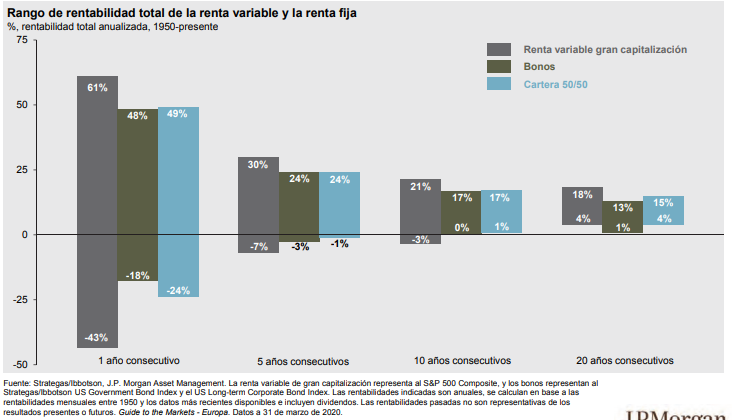 Rango de rentabilidad total de la renta variable y la renta fija
%, rentabilidad total anualizada, 1950-presente
75
50
25
0
-25
-50
Renta variable gran capitalización
Bonos
Cartera 50/50
61%
48%
49%
-18%
-24%
-43%
30%
24%
24%
-7%
-3%
-1%
21%
17%
17%
-3%
0%
1%
18%
13%
15%
4%
1%
4%
1 año consecutivo
5 años consecutivos
10 años consecutivos
20 años consecutivos
Fuente: Strategas/Ibbotson, J.P. Morgan Asset Management. La renta variable de gran capitalización representa al S&P 500 Composite, y los bonos representan al
Strategas/Ibbotson US Government Bond Index y el US Long-term Corporate Bond Index. Las rentabilidades indicadas son anuales, se calculan en base a las
rentabilidades mensuales entre 1950 y los datos más recientes disponibles e incluyen dividendos. Las rentabilidades pasadas no son representativas de los
resultados presentes o futuros. Guide to the Markets - Europa. Datos a 31 de marzo de 2020.
J.P.Morgan